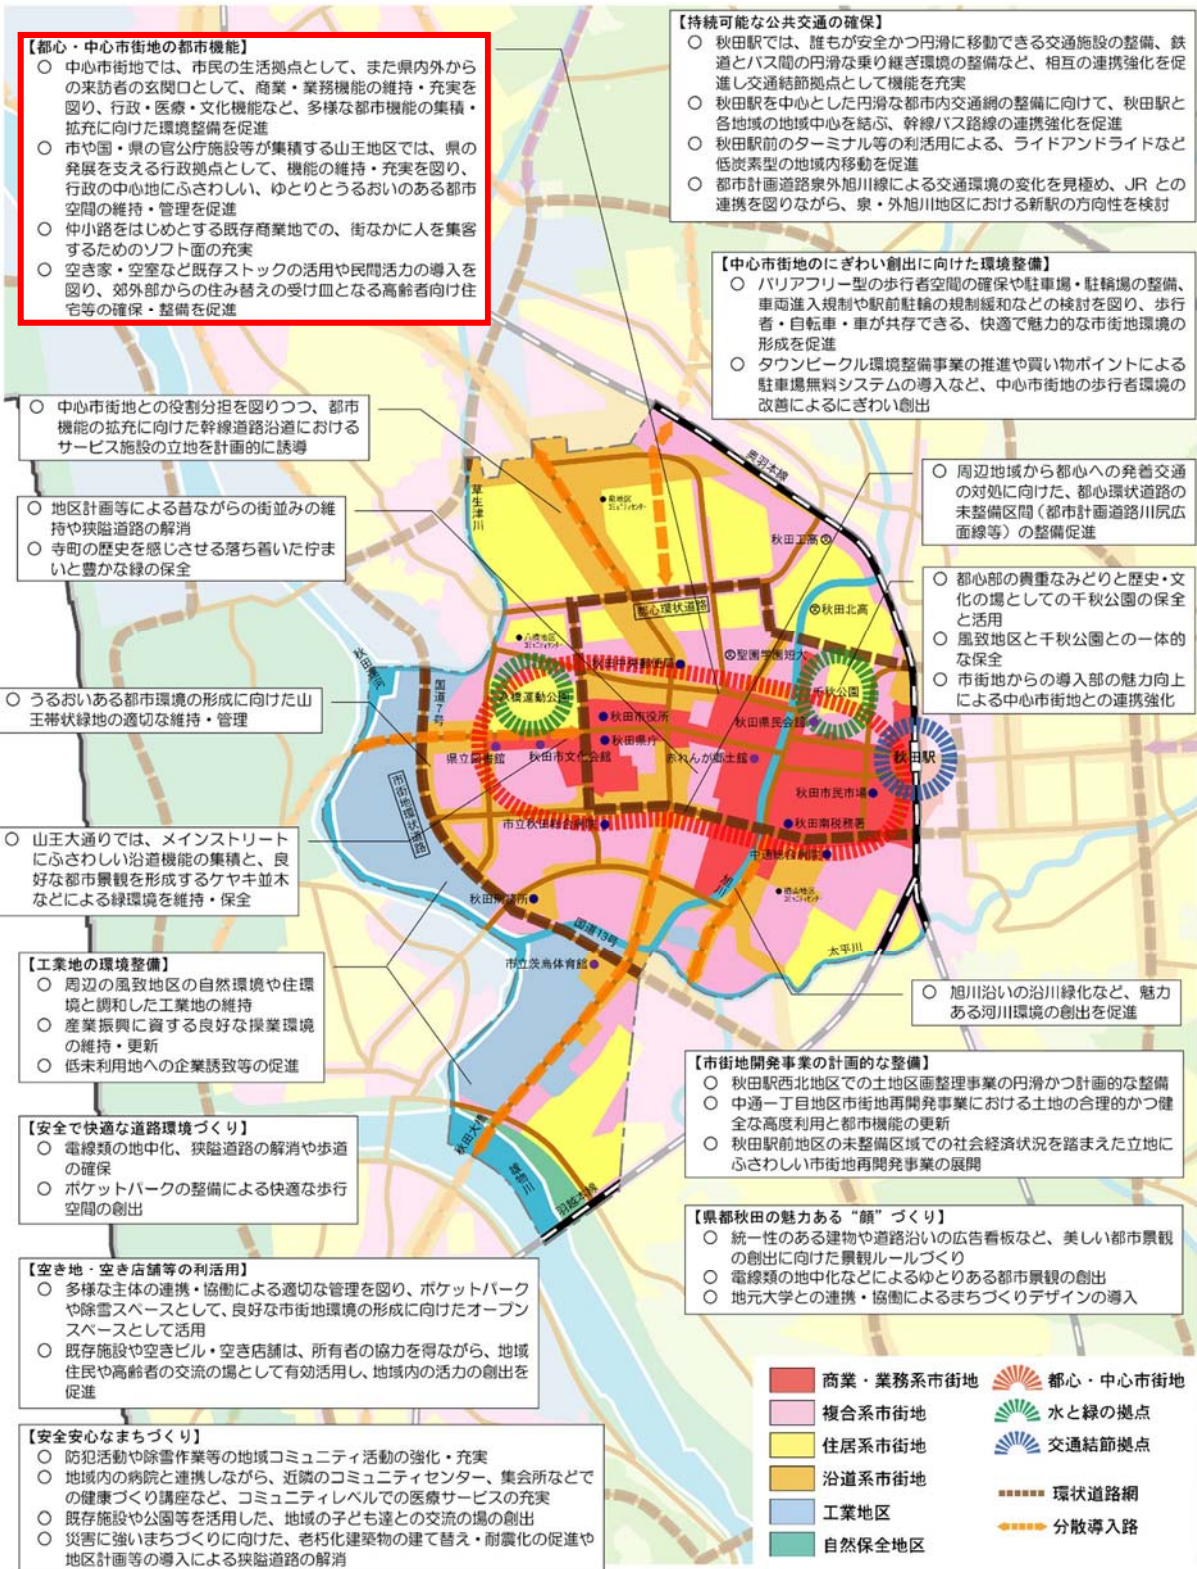 【都心・中心市街地の都市機能】
○ 中心市街地では、市民の生活拠点として、また県内外から
の来訪者の玄関口として、商業・業務機能の維持・充実を
図り、行政・医療・文化機能など、多様な都市機能の集積・
拡充に向けた環境整備を促進
○ 市や国・県の官公庁施設等が集積する山王地区では、県の
発展を支える行政拠点として、機能の維持・充実を図り、
行政の中心地にふさわしい、ゆとりとうるおいのある都市
空間の維持・管理を促進
○ 仲小路をはじめとする既存商業地での、街なかに人を集客
するためのソフト面の充実
○ 空き家・空室など既存ストックの活用や民間活力の導入を
図り、郊外部からの住み替えの受け皿となる高齢者向け住
宅等の確保・整備を促進
【持続可能な公共交通の確保】
○ 秋田駅では、誰もが安全かつ円滑に移動できる交通施設の整備、鉄
道とバス間の円滑な乗り継ぎ環境の整備など、相互の連携強化を促
進し交通結節拠点として機能を充実
○ 秋田駅を中心とした円滑な都市内交通網の整備に向けて、秋田駅と
各地域の地域中心を結ぶ、幹線バス路線の連携強化を促進
○ 秋田駅前のターミナル等の利活用による、ライドアンドライドなど
低炭素型の地域内移動を促進
○ 都市計画道路泉外旭川線による交通環境の変化を見極め、JR との
連携を図りながら、泉・外旭川地区における新駅の方向性を検討
【中心市街地のにぎわい創出に向けた環境整備】
○ バリアフリー型の歩行者空間の確保や駐車場・駐輪場の整備、
車両進入規制や駅前駐輪の規制緩和などの検討を図り、歩行
者・自転車・車が共存できる、快適で魅力的な市街地環境の
形成を促進
○ タウンビークル環境整備事業の推進や買い物ポイントによる
駐車場無料システムの導入など、中心市街地の歩行者環境の
改善によるにぎわい創出
○ 中心市街地との役割分担を図りつつ、都市
機能の拡充に向けた幹線道路沿道における
サービス施設の立地を計画的に誘導
○ 地区計画等による昔ながらの街並みの維
持や狭隘道路の解消
○ 寺町の歴史を感じさせる落ち着いた佇ま
いと豊かな緑の保全
○ 周辺地域から都心への発着交通
の対処に向けた、都心環状道路の
未整備区間（都市計画道路川尻広
面線等）の整備促進
○ 都心部の貴重なみどりと歴史・文
化の場としての千秋公園の保全
と活用
○ 風致地区と千秋公園との一体的
な保全
○ 市街地からの導入部の魅力向上
による中心市街地との連携強化
○ うるおいある都市環境の形成に向けた山
王帯状緑地の適切な維持・管理
○ 山王大通りでは、メインストリート
にふさわしい沿道機能の集積と、良
好な都市景観を形成するケヤキ並木
などによる緑環境を維持・保全
奥羽本線
草生津川
泉地区
コミュニティセンター
秋田工高
都心環状道路
秋田北高
八橋地区
コミュニティセンター
秋田中央郵便局
聖園学園短大
秋田運河
国道7号
八橋運動公園
千秋公園
秋田市役所
秋田県民会館
秋田県庁
県立図書館
秋田市文化会館
赤れんが郷土館
秋田駅
市街地環状道路
秋田市民市場
市立秋田総合病院
秋田南税務署
中通総合病院
旭川
楢山地区
コミュニティセンター
秋田刑務所
国道13号
太平川
市立茨島体育館
秋田大橋
雄物川
羽越本線
【工業地の環境整備】
○ 周辺の風致地区の自然環境や住環
境と調和した工業地の維持
○ 産業振興に資する良好な操業環境
の維持・更新
○ 低未利用地への企業誘致等の促進
○ 旭川沿いの沿川緑化など、魅力
ある河川環境の創出を促進
【市街地開発事業の計画的な整備】
○ 秋田駅西北地区での土地区画整理事業の円滑かつ計画的な整備
○ 中通一丁目地区市街地再開発事業における土地の合理的かつ健
全な高度利用と都市機能の更新
○ 秋田駅前地区の未整備区域での社会経済状況を踏まえた立地に
ふさわしい市街地再開発事業の展開
【安全で快適な道路環境づくり】
○ 電線類の地中化、狭隘道路の解消や歩道
の確保
○ ポケットパークの整備による快適な歩行
空間の創出
【県都秋田の魅力ある“顔”づくり】
○ 統一性のある建物や道路沿いの広告看板など、美しい都市景観
の創出に向けた景観ルールづくり
○ 電線類の地中化などによるゆとりある都市景観の創出
○ 地元大学との連携・協働によるまちづくりデザインの導入
【空き地・空き店舗等の利活用】
○ 多様な主体の連携・協働による適切な管理を図り、ポケットパーク
や除雪スペースとして、良好な市街地環境の形成に向けたオープン
スペースとして活用
○ 既存施設や空きビル・空き店舗は、所有者の協力を得ながら、地域
住民や高齢者の交流の場として有効活用し、地域内の活力の創出を
促進
【安全安心なまちづくり】
○ 防犯活動や除雪作業等の地域コミュニティ活動の強化・充実
○ 地域内の病院と連携しながら、近隣のコミュニティセンター、集会所などで
の健康づくり講座など、コミュニティレベルでの医療サービスの充実
○ 既存施設や公園等を活用した、地域の子ども達との交流の場の創出
○ 災害に強いまちづくりに向けた、老朽化建築物の建て替え・耐震化の促進や
地区計画等の導入による狭隘道路の解消
商業・業務系市街地
複合系市街地
住居系市街地
沿道系市街地
工業地区
自然保全地区
都心・中心市街地
水と緑の拠点
交通結節拠点
環状道路網
分散導入路